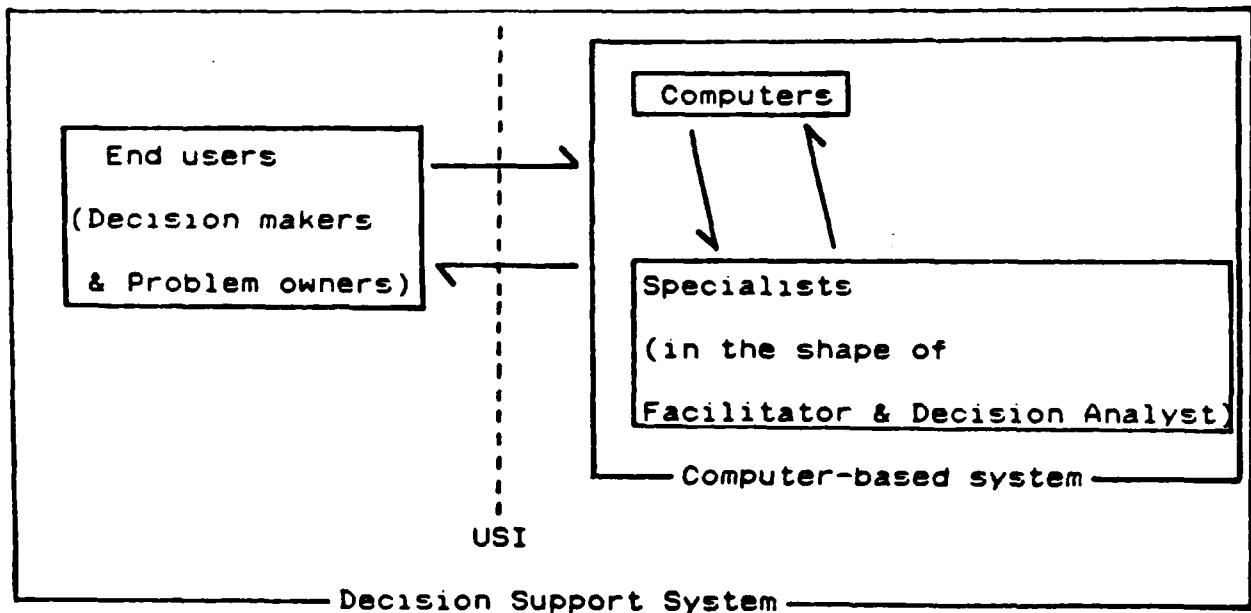 Computers
End users
(Decision makers
& Problem owners)
Specialists
(in the shape of
Facilitator & Decision Analyst)
Computer-based system
USI
Decision Support System